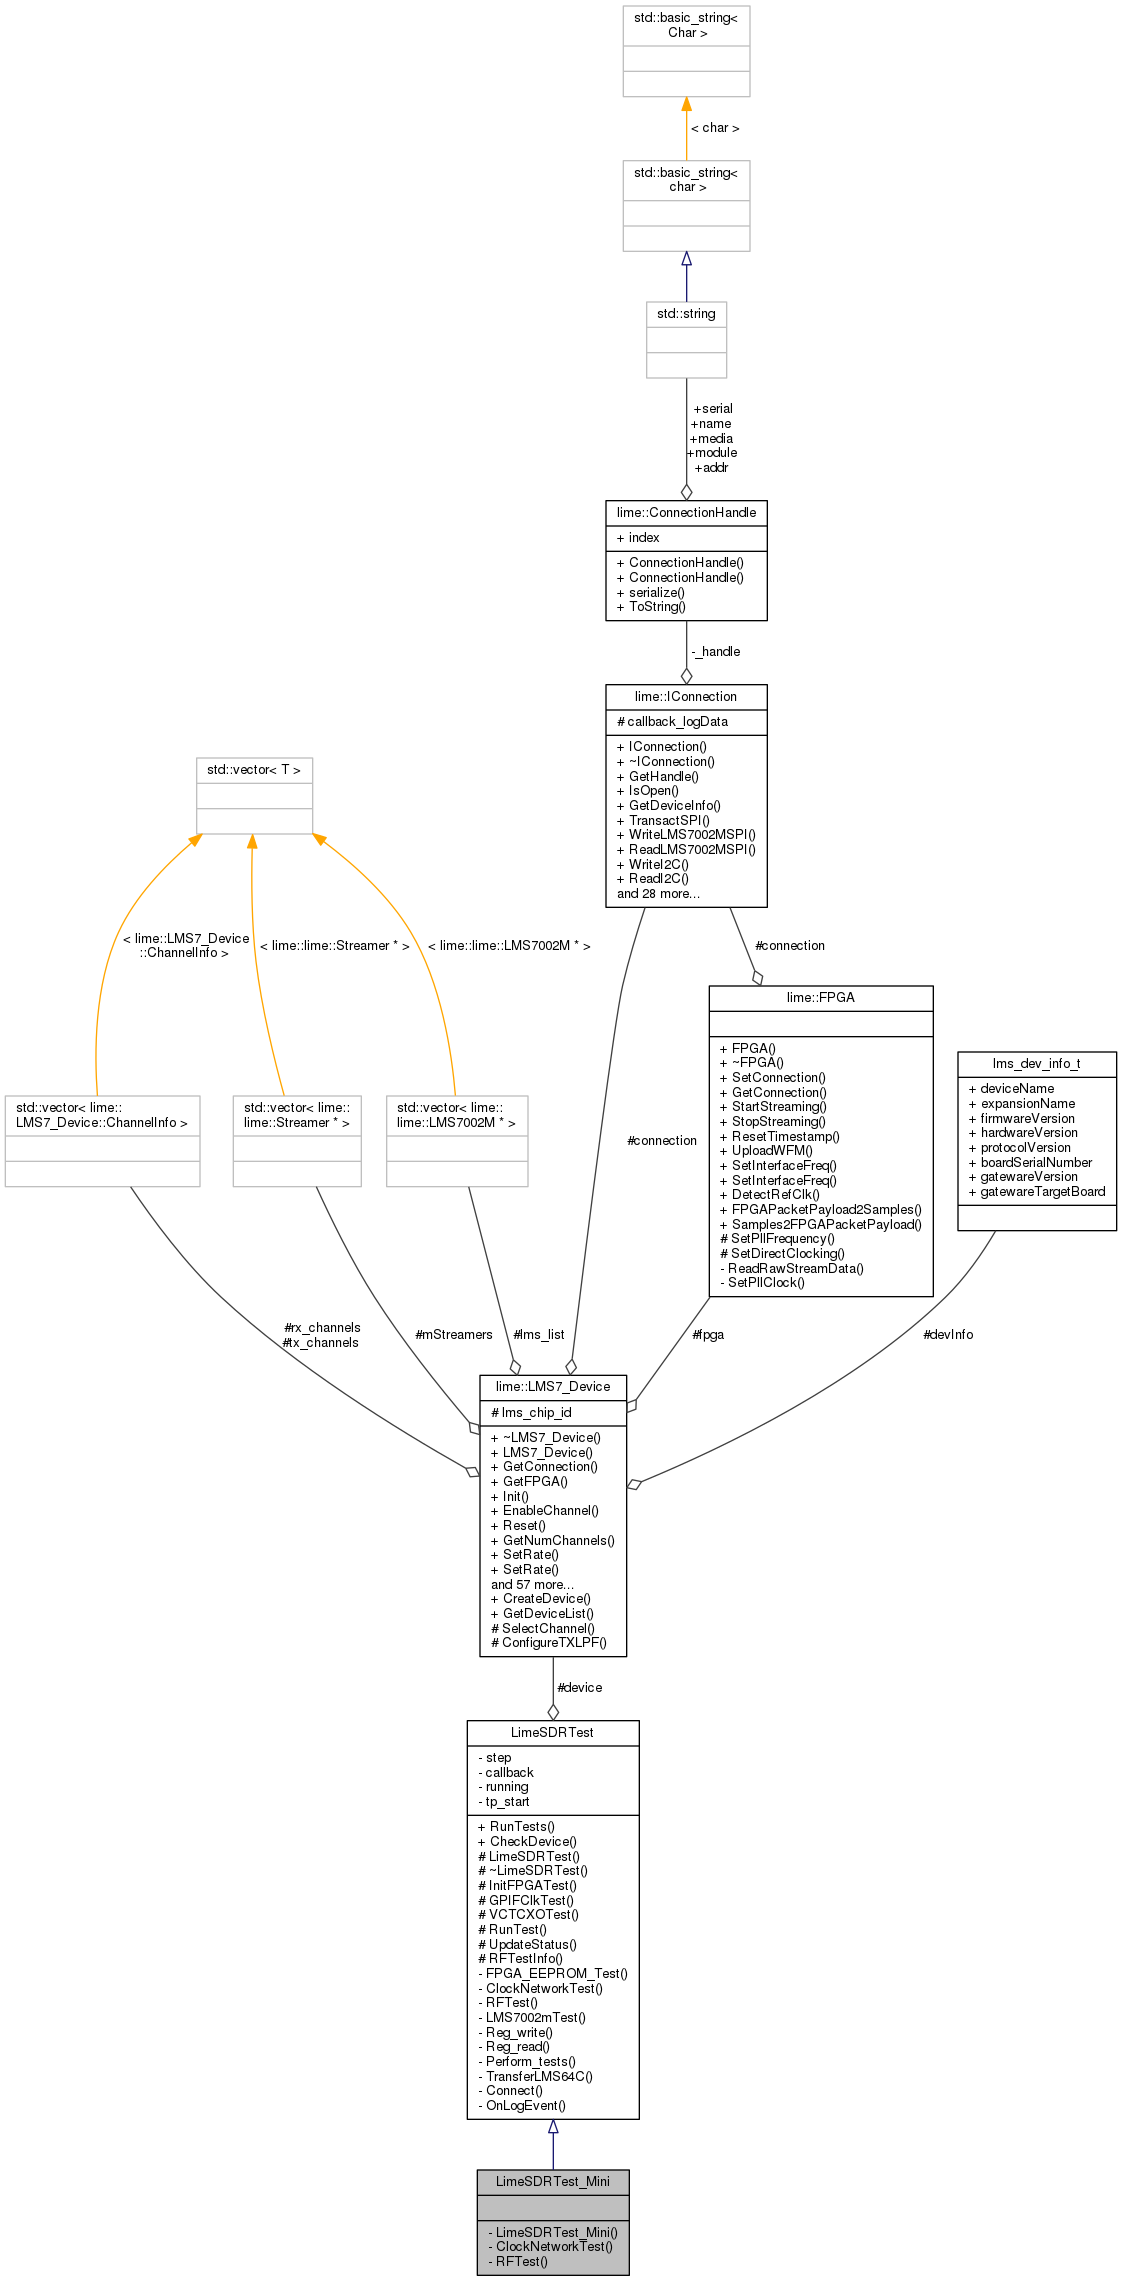 std::basic_string<
Char >
< char >
std::basic_string<
char >
std::string
+serial
+name
+media
+module
+addr
lime::ConnectionHandle
+ index
+ ConnectionHandle()
+ ConnectionHandle()
+ serialize()
+ ToString()
-_handle
lime::IConnection
# callback_logData
+ IConnection()
+ ~IConnection()
+ GetHandle()
+ IsOpen()
+ GetDeviceInfo()
+ TransactSPI()
+ WriteLMS7002MSPI()
+ ReadLMS7002MSPI()
+ WriteI2C()
+ ReadI2C()
and 28 more...
std::vector< T >
< lime::LMS7_Device
::ChannelInfo >
< lime::lime::Streamer * >
< lime::lime::LMS7002M * >
#connection
lime::FPGA
+ FPGA()
+ ~FPGA()
+ SetConnection()
+ GetConnection()
+ StartStreaming()
+ StopStreaming()
+ ResetTimestamp()
+ UploadWFM()
+ SetInterfaceFreq()
+ SetInterfaceFreq()
+ DetectRefClk()
+ FPGAPacketPayload2Samples()
+ Samples2FPGAPacketPayload()
# SetPllFrequency()
# SetDirectClocking()
- ReadRawStreamData()
- SetPllClock()
lms_dev_info_t
+ deviceName
+ expansionName
+ firmwareVersion
+ hardwareVersion
+ protocolVersion
+ boardSerialNumber
+ gatewareVersion
+ gatewareTargetBoard
std::vector< lime::
LMS7_Device::ChannelInfo >
std::vector< lime::
lime::Streamer * >
std::vector< lime::
lime::LMS7002M * >
#connection
#rx_channels
#tx_channels
#mStreamers
#lms_list
#fpga
#devInfo
lime::LMS7_Device
# lms_chip_id
+ ~LMS7_Device()
+ LMS7_Device()
+ GetConnection()
+ GetFPGA()
+ Init()
+ EnableChannel()
+ Reset()
+ GetNumChannels()
+ SetRate()
+ SetRate()
and 57 more...
+ CreateDevice()
+ GetDeviceList()
# SelectChannel()
# ConfigureTXLPF()
#device
LimeSDRTest
- step
- callback
- running
- tp_start
+ RunTests()
+ CheckDevice()
# LimeSDRTest()
# ~LimeSDRTest()
# InitFPGATest()
# GPIFClkTest()
# VCTCXOTest()
# RunTest()
# UpdateStatus()
# RFTestInfo()
- FPGA_EEPROM_Test()
- ClockNetworkTest()
- RFTest()
- LMS7002mTest()
- Reg_write()
- Reg_read()
- Perform_tests()
- TransferLMS64C()
- Connect()
- OnLogEvent()
LimeSDRTest_Mini
- LimeSDRTest_Mini()
- ClockNetworkTest()
- RFTest()